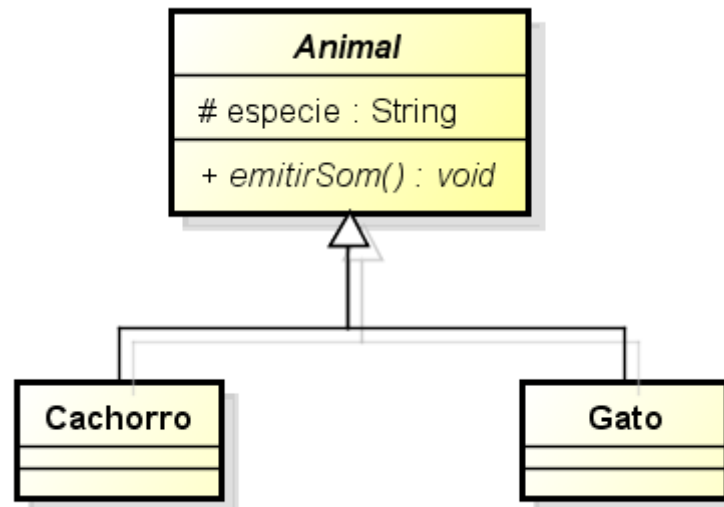 Animal
# especie : String
+ emitirSom() : void
Cachorro
Gato